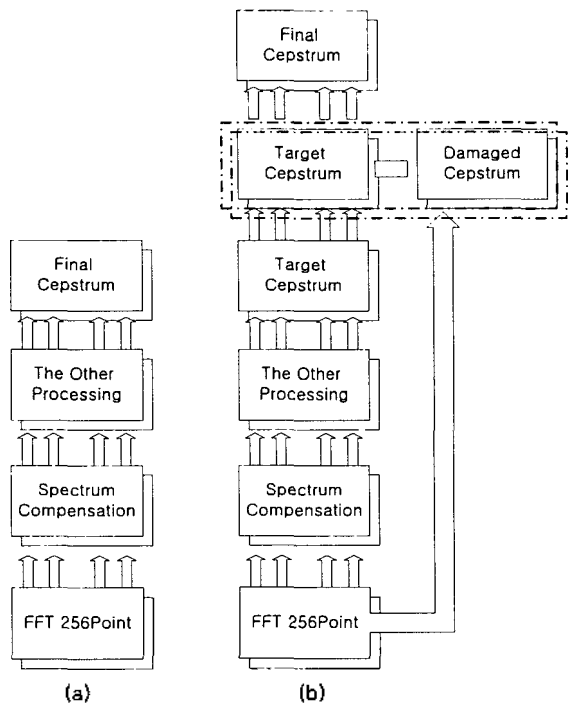 Final
Cepstrum
Target
Cepstrum
Damaged
Cepstrum
Final
Cepstrum
Target
Cepstrum
The Other
Processing
The Other
Processing
Spectrum
Compensation
Spectrum
Compensation
FFT 256Point
FFT 256Point
(a)
(b)